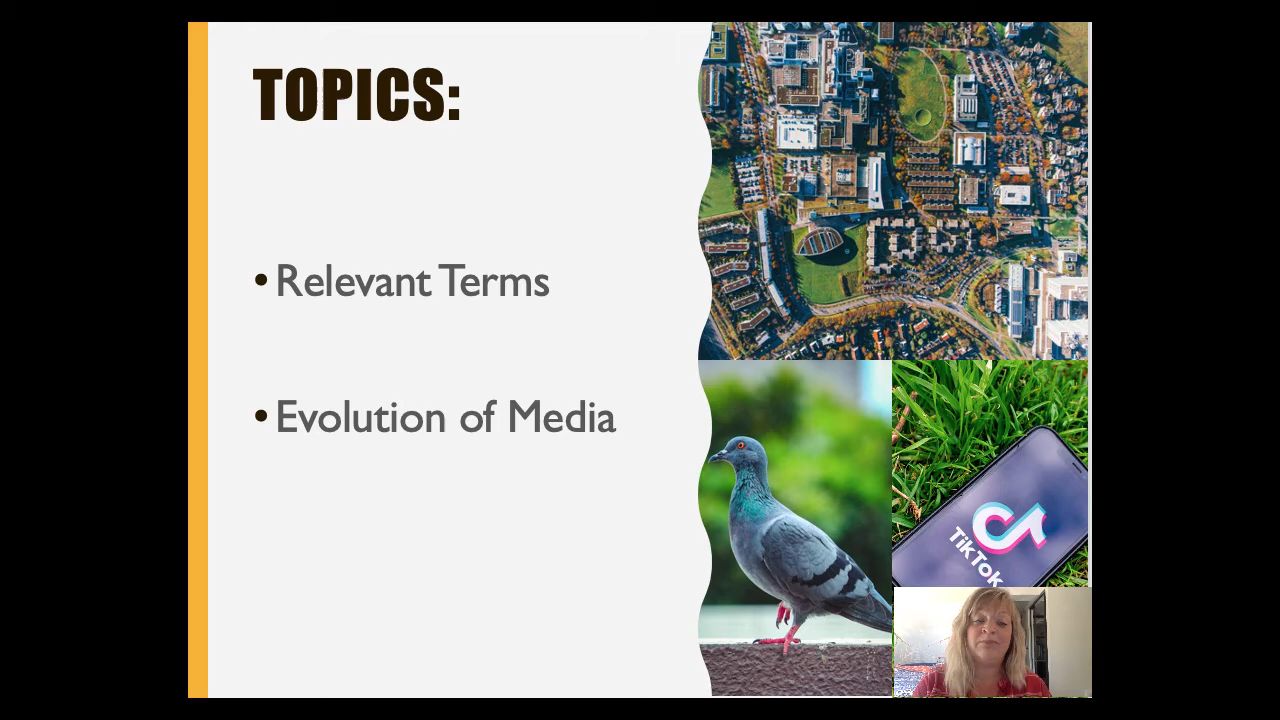 TOPICS:
• Relevant Terms
• Evolution of Media
TikTok